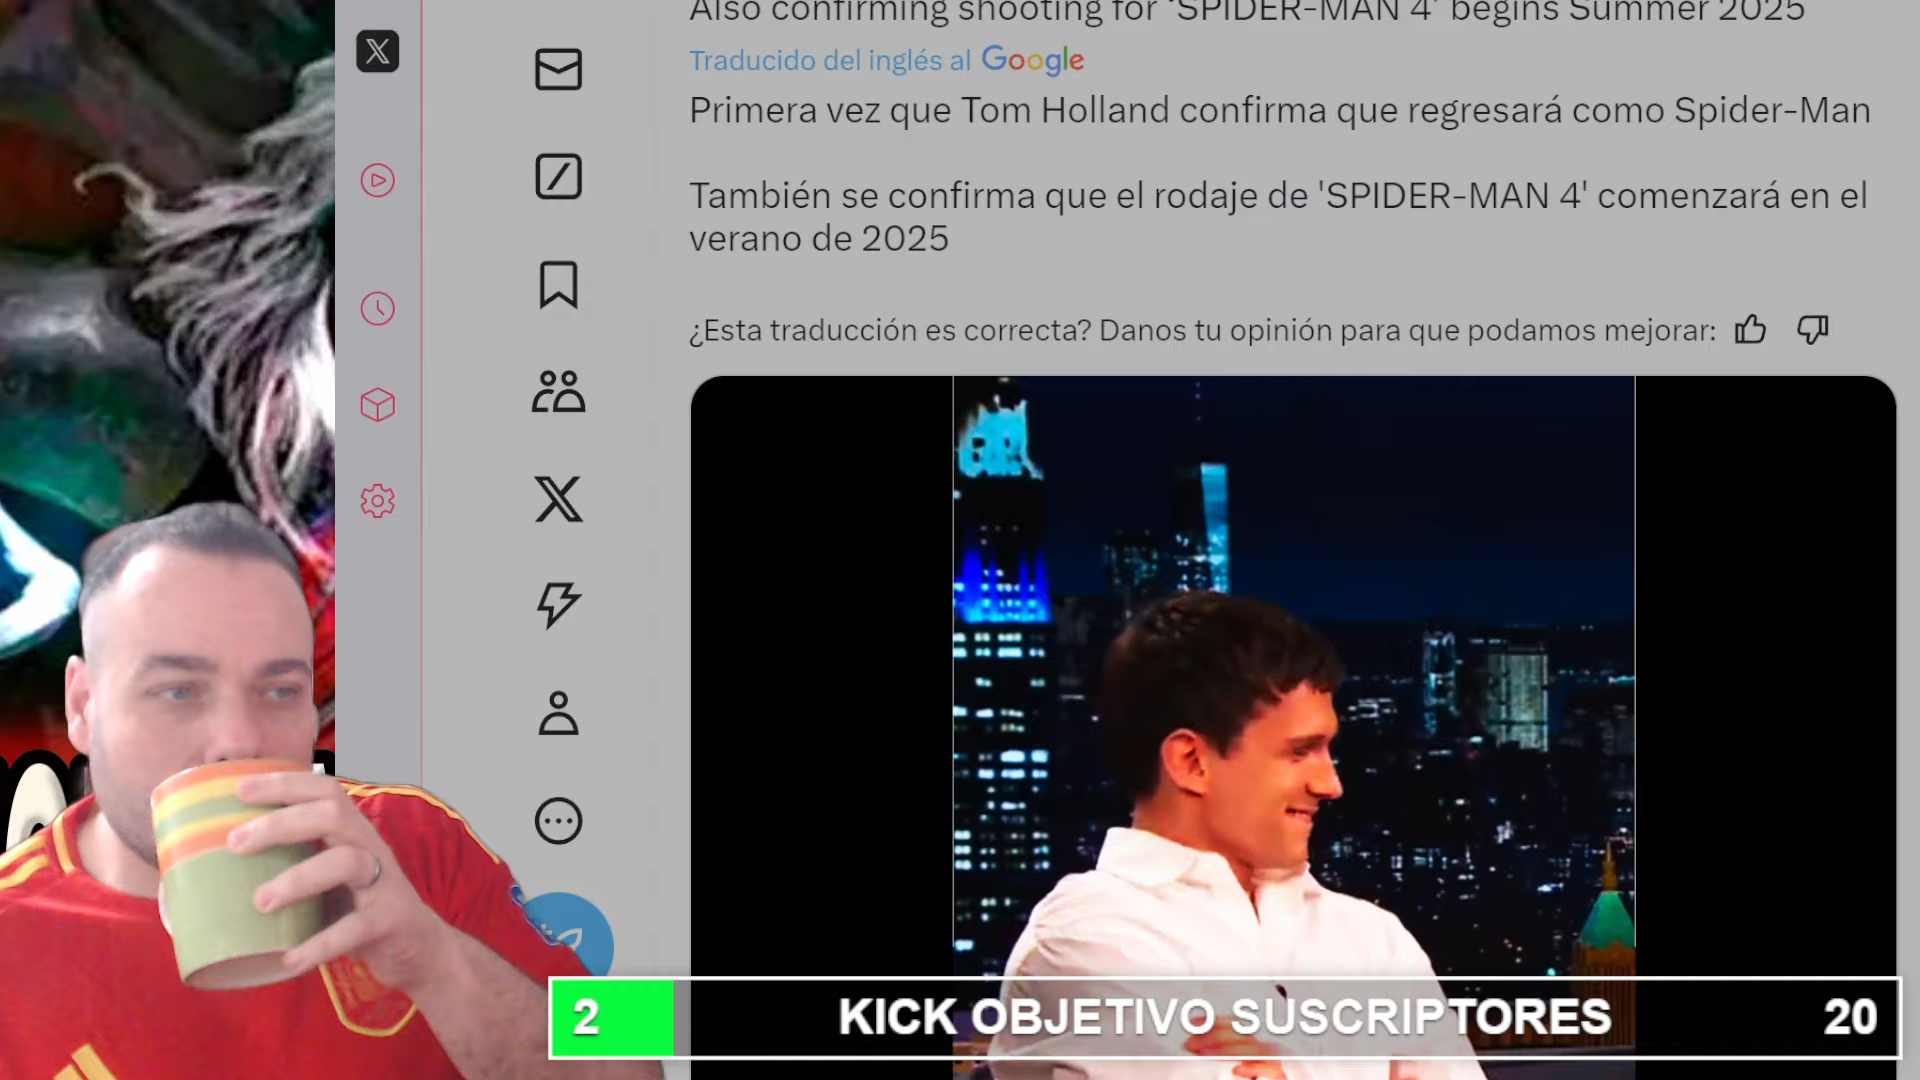 Also confirming shooting for 'SPIDER-MAN 4' begins Summer 2025
Traducido del inglés al Google
Primera vez que Tom Holland confirma que regresará como Spider-Man
También se confirma que el rodaje de 'SPIDER-MAN 4' comenzará en el
verano de 2025
¿Esta traducción es correcta? Danos tu opinión para que podamos mejorar:
2 KICK OBJETIVO SUSCRIPTORES 20